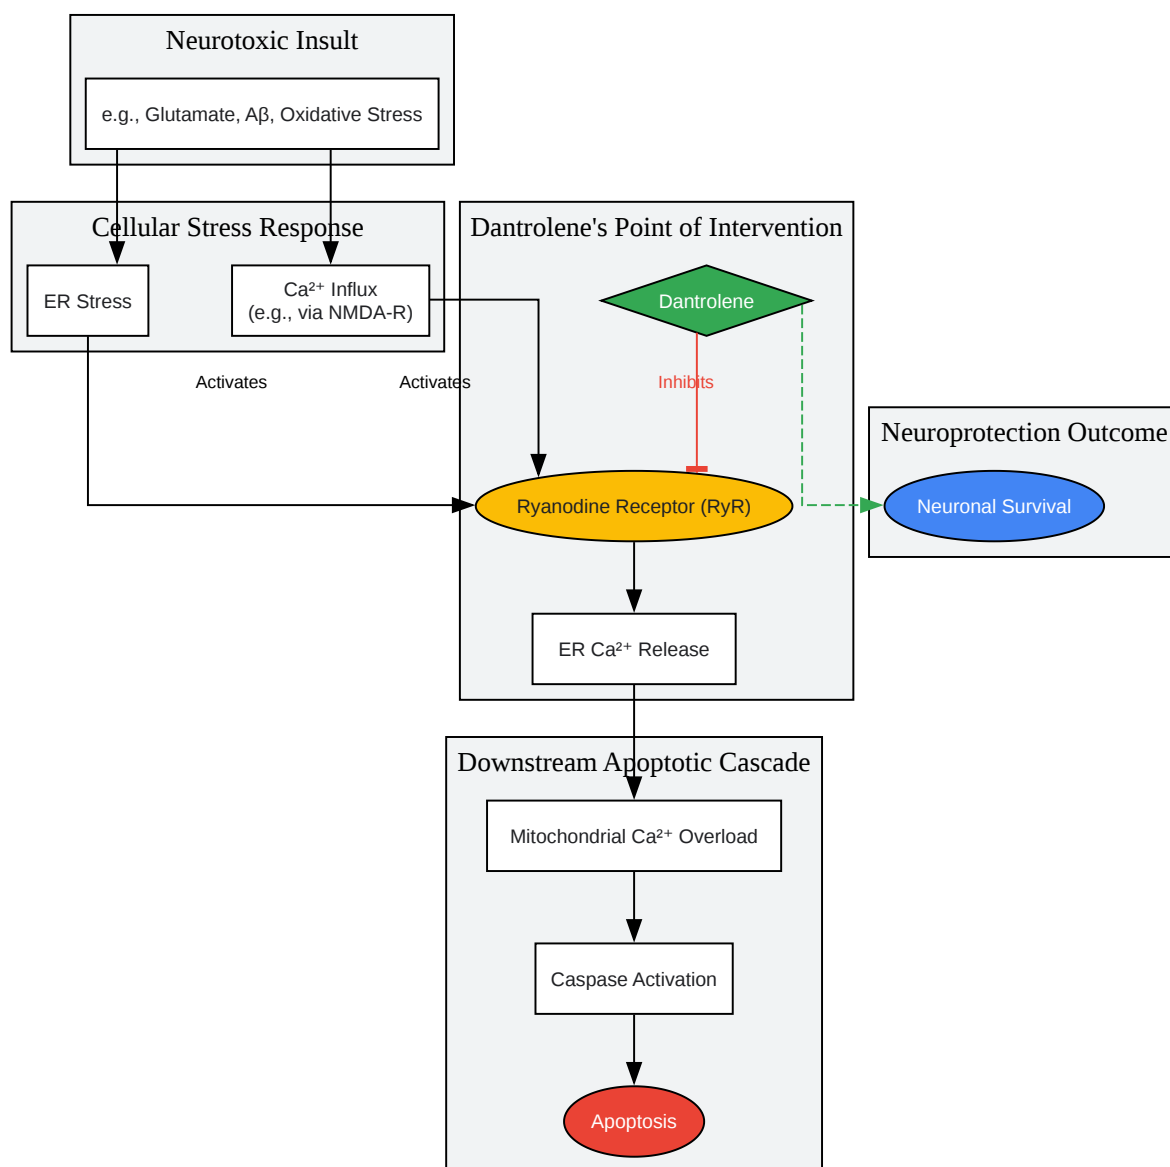 Neurotoxic Insult
e.g., Glutamate, Aβ, Oxidative Stress
Cellular Stress Response
Dantrolene's Point of Intervention
ER Stress
Ca²⁺ Influx
(e.g., via NMDA-R)
Dantrolene
Activates
Activates
Inhibits
Neuroprotection Outcome
Ryanodine Receptor (RyR)
Neuronal Survival
ER Ca²⁺ Release
Downstream Apoptotic Cascade
Mitochondrial Ca²⁺ Overload
Caspase Activation
Apoptosis